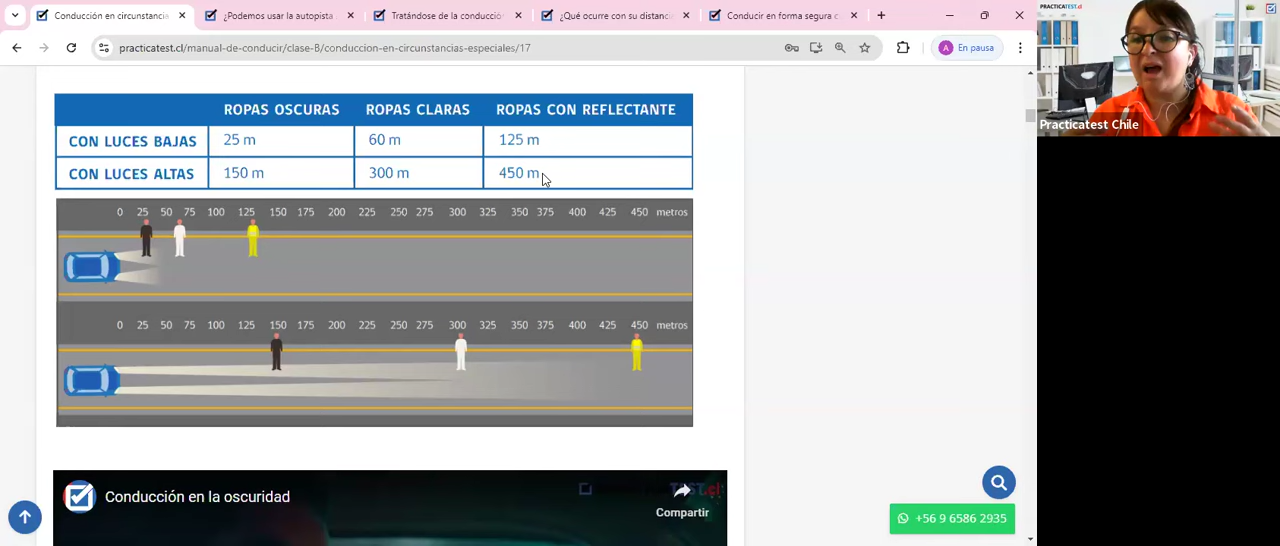 Conducción en circunstancia
¿Podemos usar la autopista
Tratándose de la conducció
¿Qué ocurre con su distanci
Conducir en forma segura c
practicatest.cl/manual-de-conducir/clase-B/conduccion-en-circunstancias-especiales/17
A
En pausa
PRACTICATEST.cl
Practicatest Chile
ROPAS OSCURAS ROPAS CLARAS ROPAS CON REFLECTANTE
CON LUCES BAJAS 25 m 60 m 125 m
CON LUCES ALTAS 150 m 300 m 450 m
0 25 50 75 100 125 150 175 200 225 250 275 300 325 350 375 400 425 450 metros
0 25 50 75 100 125 150 175 200 225 250 275 300 325 350 375 400 425 450 metros
Conducción en la oscuridad
TEST.cl
Compartir
+56 9 6586 2935